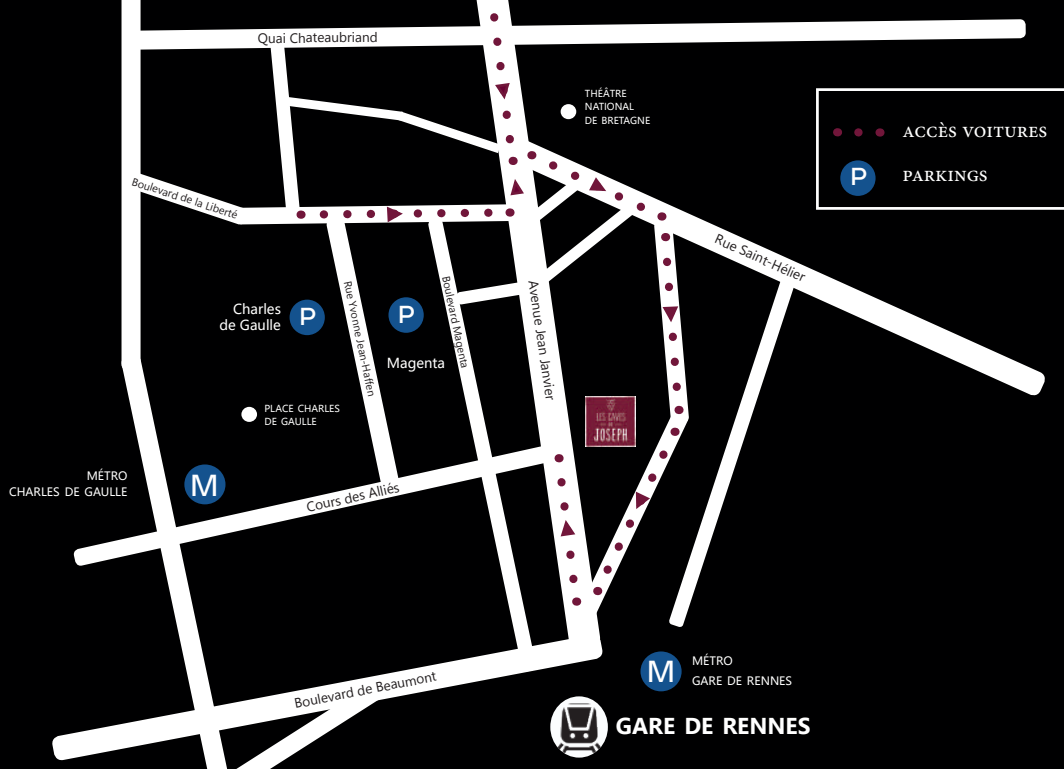 Quai Chateaubriand
THÉÂTRE
NATIONAL
DE BRETAGNE
ACCÈS VOITURES
P
PARKINGS
Boulevard de la Liberté
Rue Saint-Hélier
Charles
de Gaulle
P
Rue Yvonne Jean-Haffen
P
Magenta
Boulevard Magenta
Avenue Jean Janvier
PLACE CHARLES
DE GAULLE
LES CAVES
DE
JOSEPH
MÉTRO
CHARLES DE GAULLE
M
Cours des Alliés
Boulevard de Beaumont
M
MÉTRO
GARE DE RENNES
GARE DE RENNES